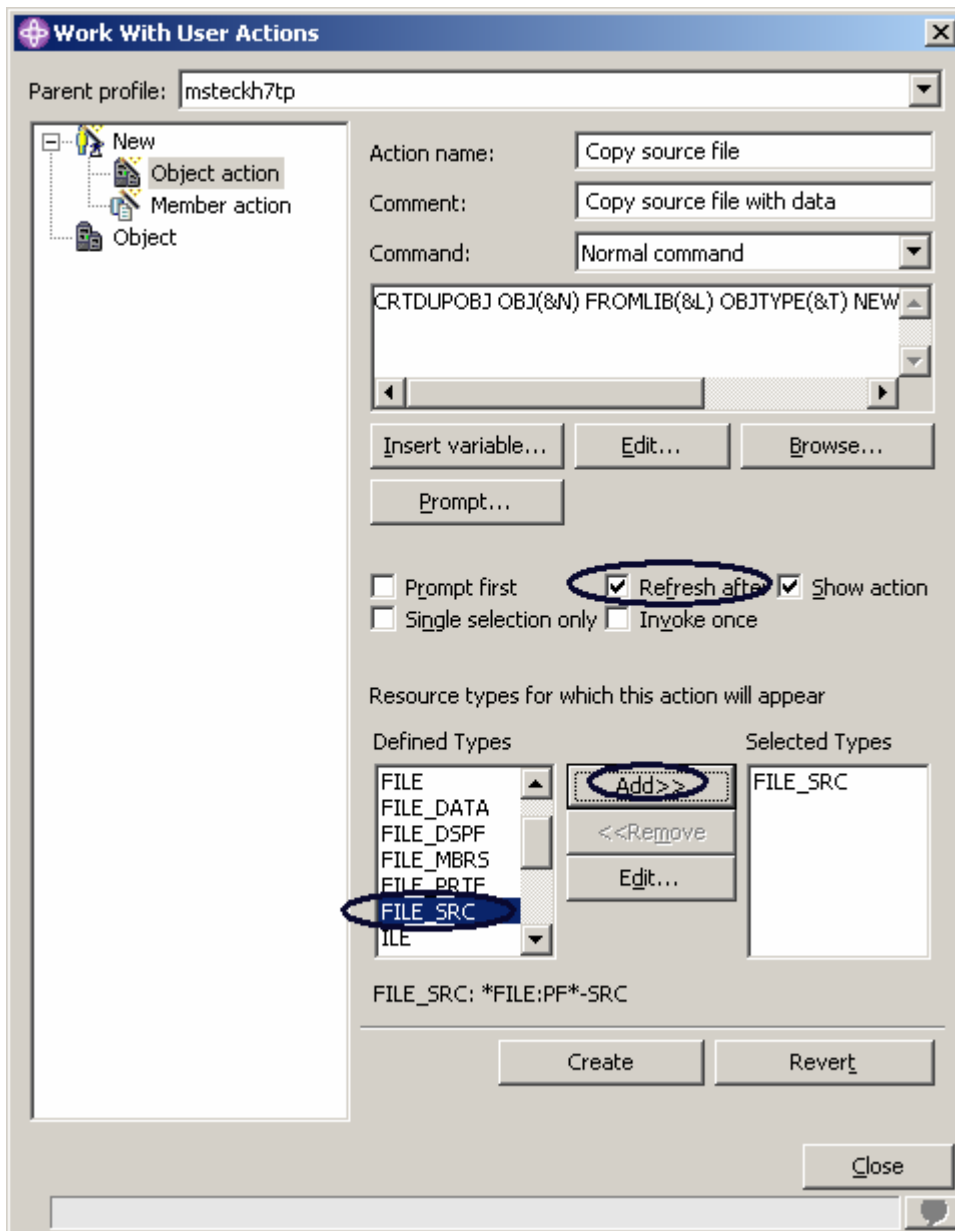 Work With User Actions
Parent profile: msteckh7tp
New
Object action
Member action
Object
Action name: Copy source file
Comment: Copy source file with data
Command: Normal command
CRTDUPOBJ OBJ(&N) FROMLIB(&L) OBJTYPE(&T) NEW
Insert variable... Edit... Browse...
Prompt...
Prompt first Refresh after Show action
Single selection only Invoke once
Resource types for which this action will appear
Defined Types Selected Types
FILE
FILE_DATA
FILE_DSPF
FILE_MBRS
FILE_PRTF
FILE_SRC
ILE
Add>>
<<Remove
Edit...
FILE_SRC
FILE_SRC: *FILE:PF*-SRC
Create Revert
Close